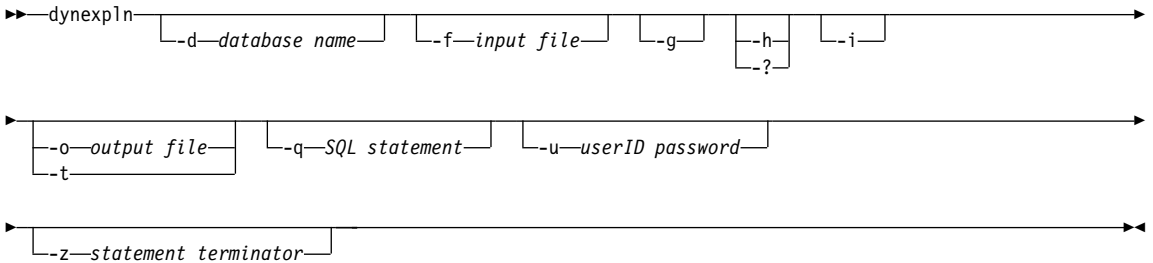 dynexpln
-d database name -f input file -g -h -i
-?
-o output file -q SQL statement -u userID password
-t
-z statement terminator